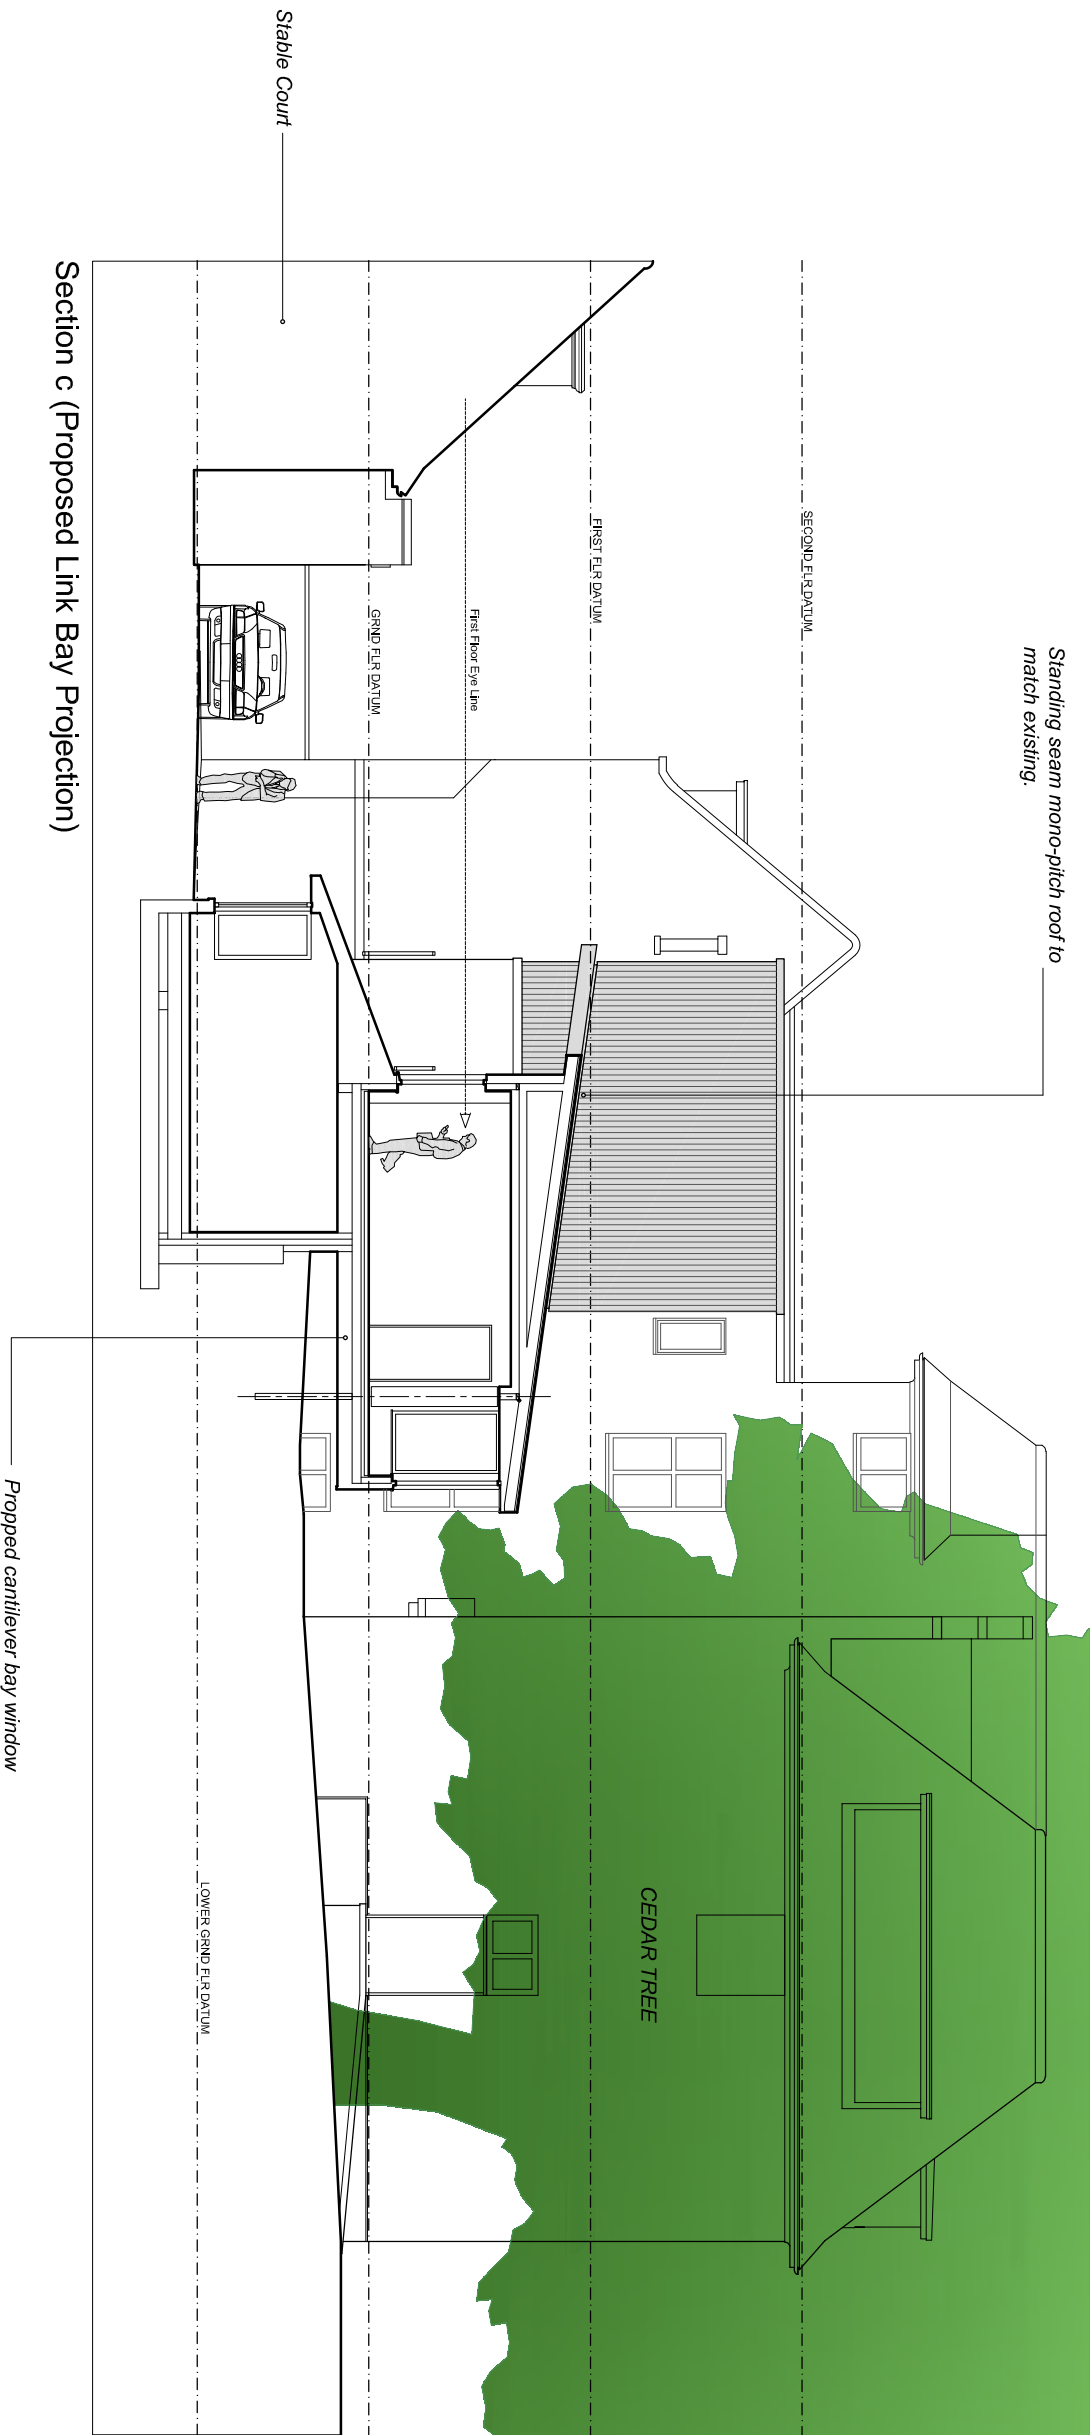 Standing seam mono-pitch roof to
match existing.
SECOND FLR DATUM
FIRST FLR DATUM
First Floor Eye Line
GRND FLR DATUM
CEDAR TREE
Stable Court
LOWER GRND FLR DATUM
Section c (Proposed Link Bay Projection)
Propped cantilever bay window